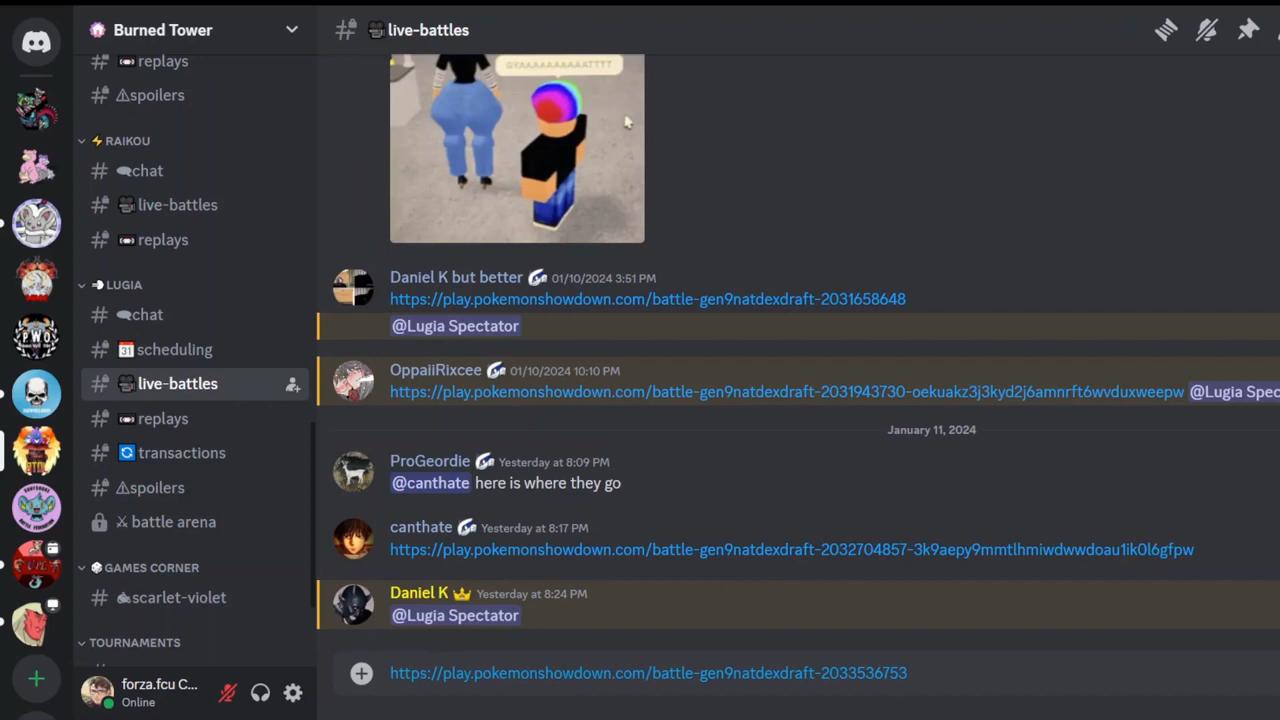 Burned Tower
replays
spoilers
RAIKOU
chat
live-battles
replays
LUGIA
chat
31 scheduling
live-battles
replays
transactions
spoilers
battle arena
GAMES CORNER
scarlet-violet
TOURNAMENTS
forza.fcu C...
Online
live-battles
GYAAAAAAAAAATTTT
Daniel K but better 01/10/2024 3:51 PM
https://play.pokemonshowdown.com/battle-gen9natdexdraft-2031658648
@Lugia Spectator
OppaiiRixcee 01/10/2024 10:10 PM
https://play.pokemonshowdown.com/battle-gen9natdexdraft-2031943730-oekuakz3j3kyd2j6amnrft6wvduxweepw @Lugia Spec
January 11, 2024
ProGeordie Yesterday at 8:09 PM
@canthate here is where they go
canthate Yesterday at 8:17 PM
https://play.pokemonshowdown.com/battle-gen9natdexdraft-2032704857-3k9aepy9mmtlhmiwdwwdoau1ik0l6gfpw
Daniel K Yesterday at 8:24 PM
@Lugia Spectator
https://play.pokemonshowdown.com/battle-gen9natdexdraft-2033536753